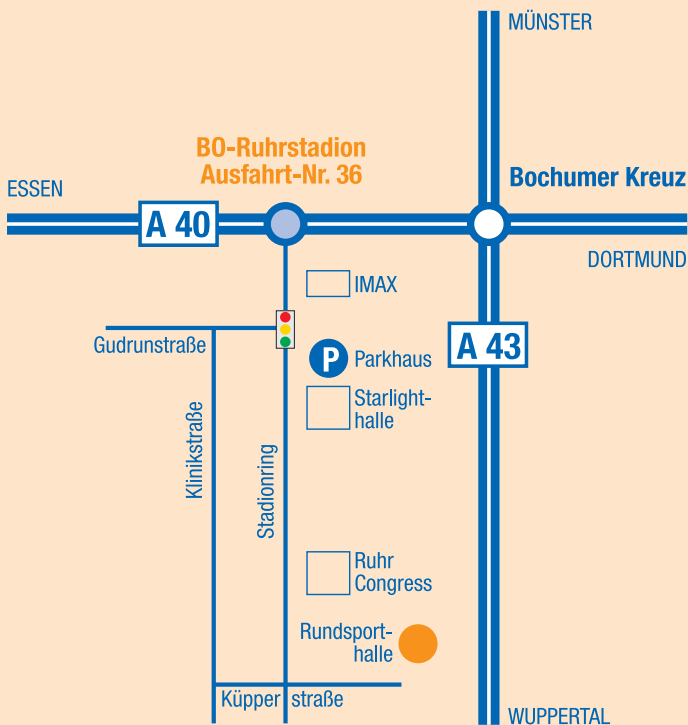 MÜNSTER
BO-Ruhrstadion
Ausfahrt-Nr. 36
Bochumer Kreuz
ESSEN
A 40
DORTMUND
IMAX
Gudrunstraße
P Parkhaus
A 43
Starlight-
halle
Klinikstraße
Stadionring
Ruhr
Congress
Rundsport-
halle
Küpper straße
WUPPERTAL